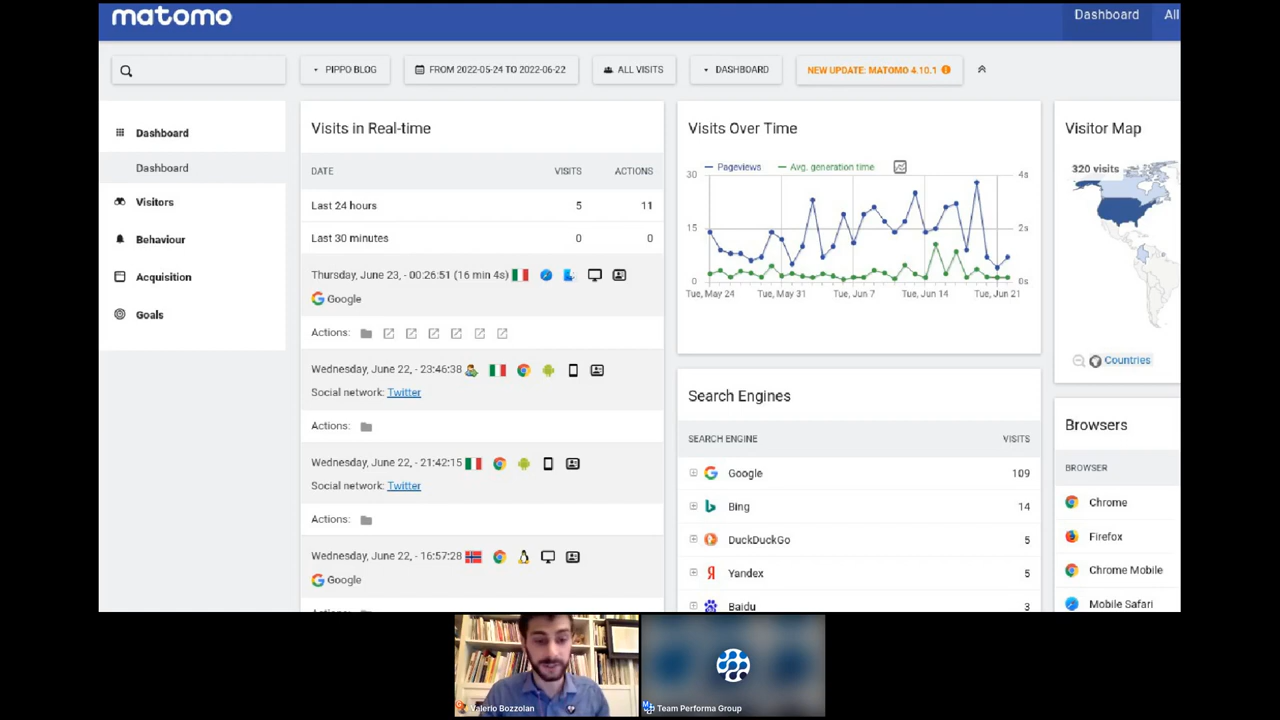 matomo
Dashboard
All
PIPPO BLOG
FROM 2022-05-24 TO 2022-06-22
ALL VISITS
DASHBOARD
NEW UPDATE: MATOMO 4.10.1
Dashboard
Dashboard
Visitors
Behaviour
Acquisition
Goals
Visits in Real-time
DATE VISITS ACTIONS
Last 24 hours 5 11
Last 30 minutes 0 0
Thursday, June 23, - 00:26:51 (16 min 4s)
Google
Actions:
Wednesday, June 22, - 23:46:38
Social network: Twitter
Actions:
Wednesday, June 22, - 21:42:15
Social network: Twitter
Actions:
Wednesday, June 22, - 16:57:28
Google
Visits Over Time
Pageviews Avg. generation time
30 4s
15 2s
0 0s
Tue, May 24 Tue, May 31 Tue, Jun 7 Tue, Jun 14 Tue, Jun 21
Search Engines
SEARCH ENGINE VISITS
Google 109
Bing 14
DuckDuckGo 5
Yandex 5
Baidu 3
Visitor Map
320 visits
Countries
Browsers
BROWSER
Chrome
Firefox
Chrome Mobile
Mobile Safari
Valerio Bozzolan
Team Performa Group